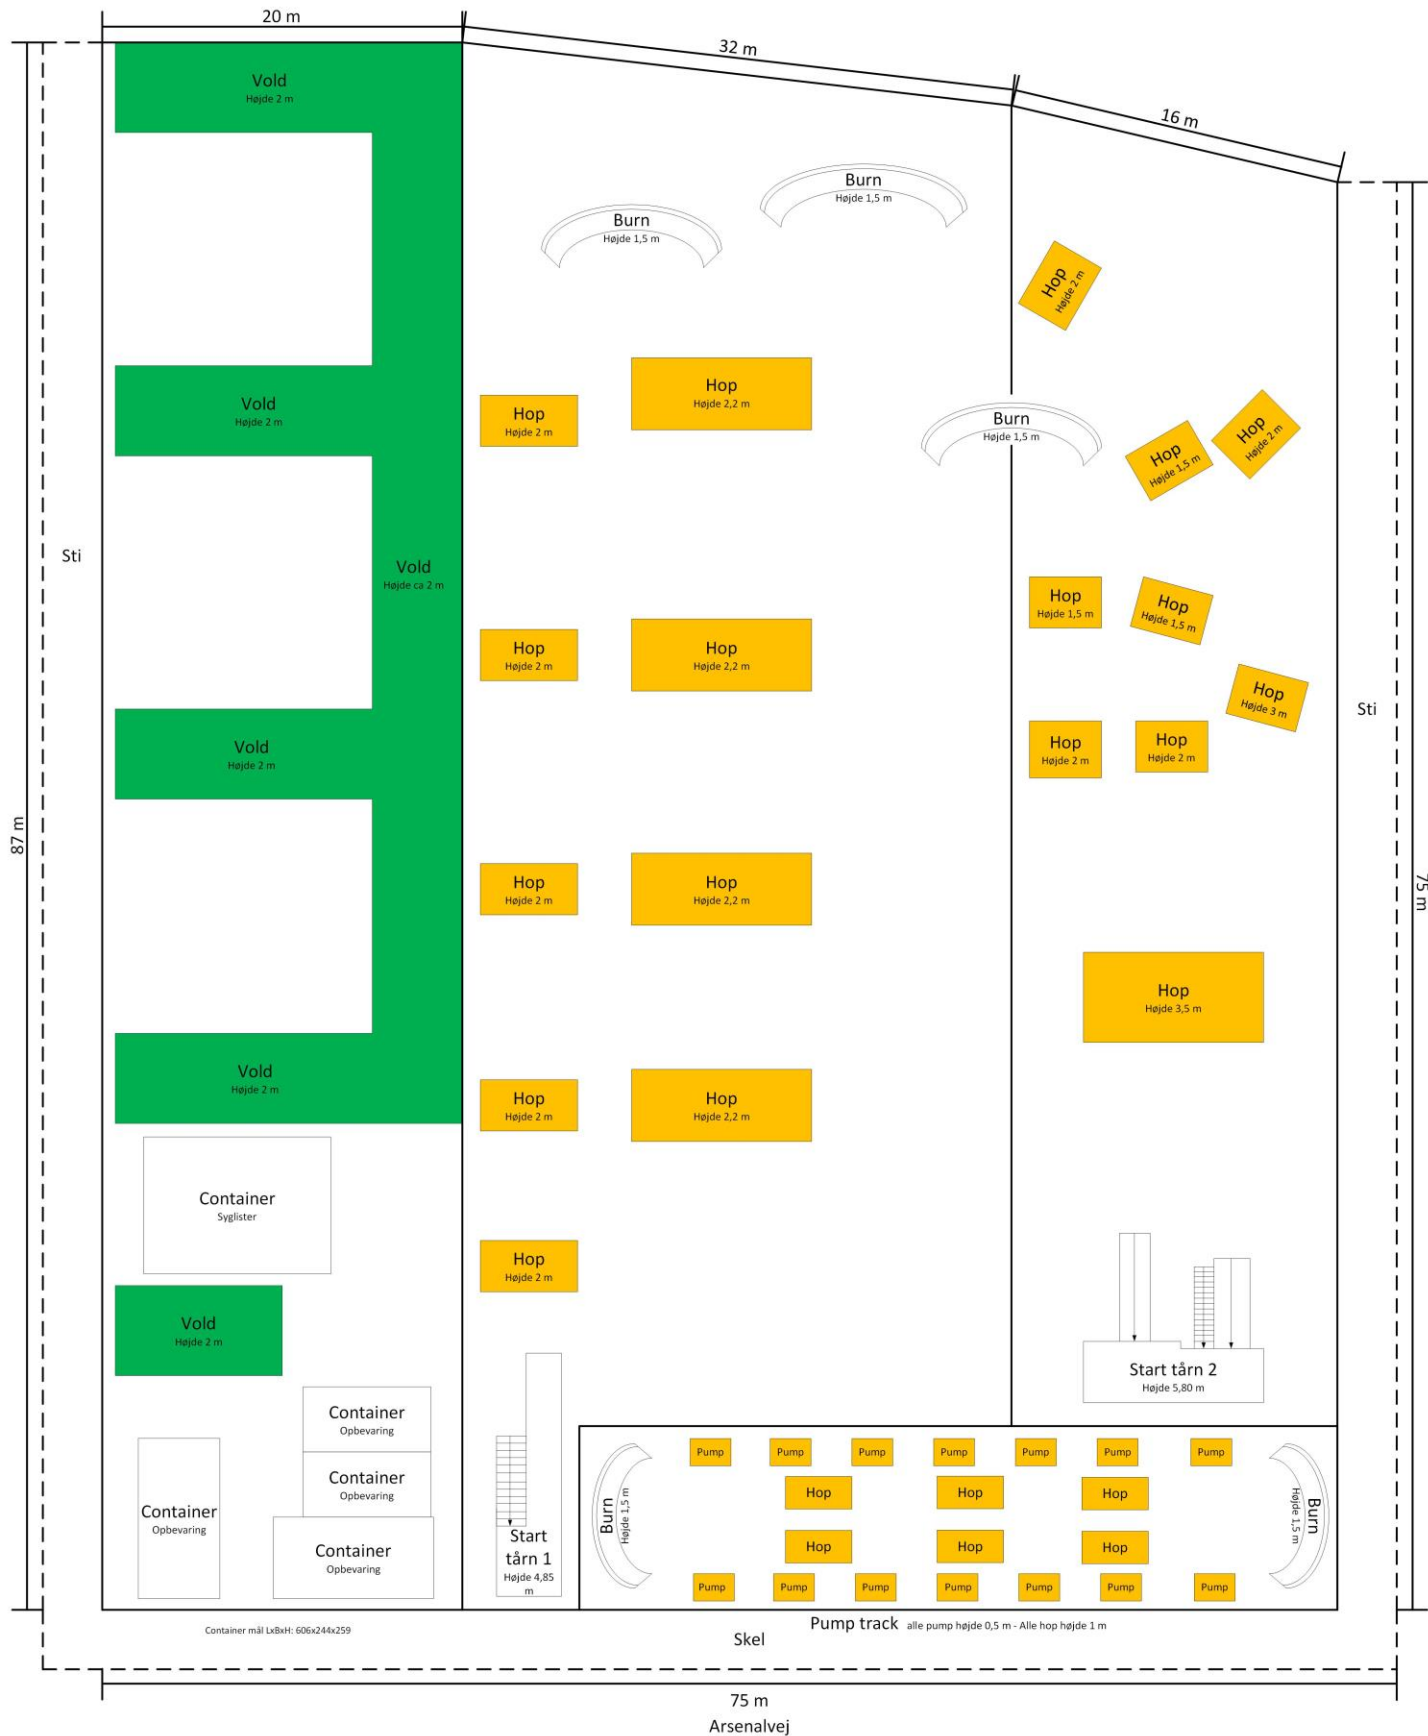 20 m
32 m
16 m
Vold
Højde 2 m
Burn
Højde 1,5 m
Burn
Højde 1,5 m
Hop
Højde 2 m
Vold
Højde 2 m
Hop
Højde 2 m
Hop
Højde 2,2 m
Burn
Højde 1,5 m
Hop
Højde 1,5 m
Hop
Højde 2 m
Sti
Vold
Højde ca 2 m
Hop
Højde 1,5 m
Hop
Højde 1,5 m
Hop
Højde 2 m
Hop
Højde 2,2 m
Hop
Højde 3 m
Sti
Vold
Højde 2 m
Hop
Højde 2 m
Hop
Højde 2 m
87 m
75 m
Hop
Højde 2 m
Hop
Højde 2,2 m
Hop
Højde 3,5 m
Vold
Højde 2 m
Hop
Højde 2 m
Hop
Højde 2,2 m
Container
Syglister
Hop
Højde 2 m
Vold
Højde 2 m
Start tårn 2
Højde 5,80 m
Container
Opbevaring
Container
Opbevaring
Container
Opbevaring
Container
Opbevaring
Start
tårn 1
Højde 4,85
m
Burn
Højde 1,5 m
Pump
Pump
Pump
Pump
Pump
Pump
Pump
Hop
Hop
Hop
Hop
Hop
Hop
Pump
Pump
Pump
Pump
Pump
Pump
Pump
Burn
Højde 1,5 m
Container mål LxBxH: 606x244x259
Pump track alle pump højde 0,5 m - Alle hop højde 1 m
Skel
75 m
Arsenalvej